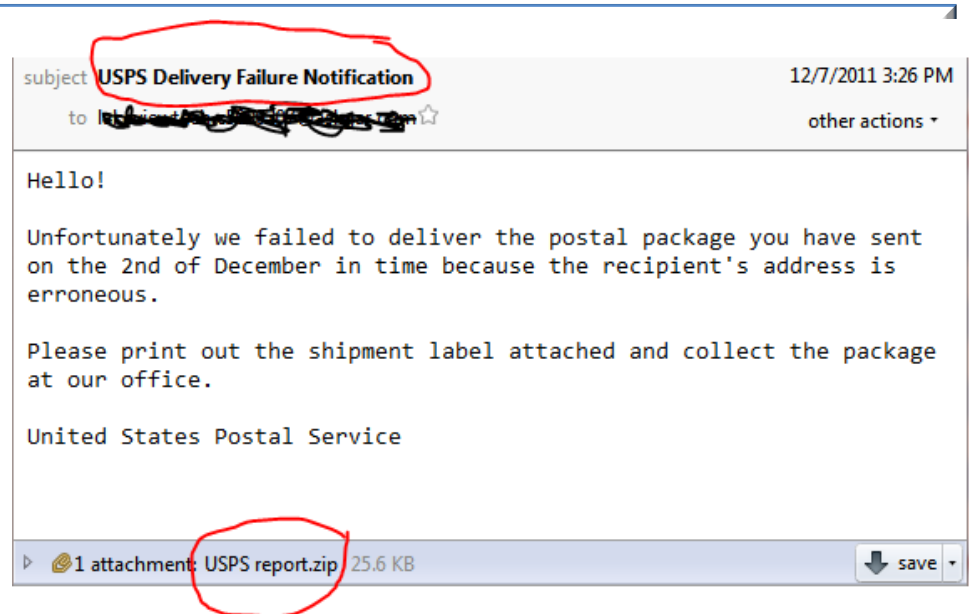 subject USPS Delivery Failure Notification 12/7/2011 3:26 PM
to other actions
Hello!
Unfortunately we failed to deliver the postal package you have sent
on the 2nd of December in time because the recipient's address is
erroneous.
Please print out the shipment label attached and collect the package
at our office.
United States Postal Service
1 attachment: USPS report.zip 25.6 KB save